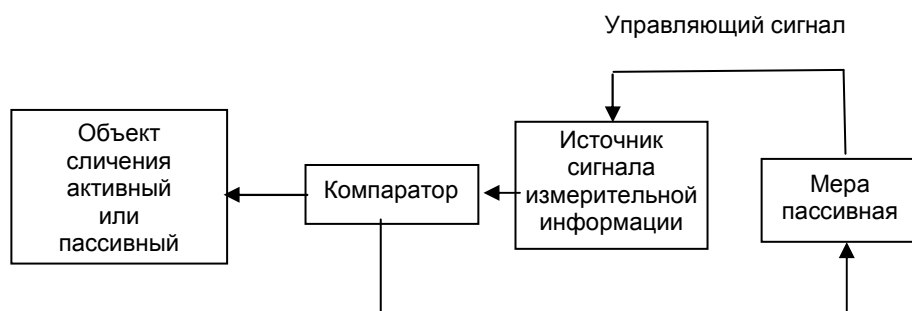 Управляющий сигнал
Объект
сличения
активный
или
пассивный
Компаратор
Источник
сигнала
измерительной
информации
Мера
пассивная